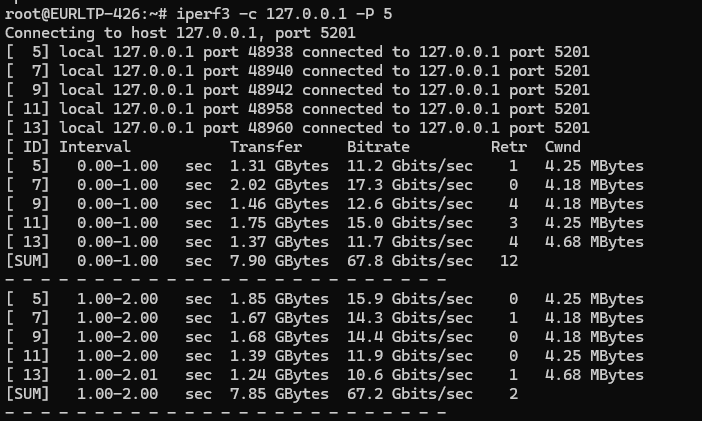 root@EURLTP-426:~# iperf3 -c 127.0.0.1 -P 5
Connecting to host 127.0.0.1, port 5201
[  5] local 127.0.0.1 port 48938 connected to 127.0.0.1 port 5201
[  7] local 127.0.0.1 port 48940 connected to 127.0.0.1 port 5201
[  9] local 127.0.0.1 port 48942 connected to 127.0.0.1 port 5201
[ 11] local 127.0.0.1 port 48958 connected to 127.0.0.1 port 5201
[ 13] local 127.0.0.1 port 48960 connected to 127.0.0.1 port 5201
[ ID] Interval           Transfer     Bitrate         Retr  Cwnd
[  5]   0.00-1.00   sec  1.31 GBytes  11.2 Gbits/sec    1   4.25 MBytes
[  7]   0.00-1.00   sec  2.02 GBytes  17.3 Gbits/sec    0   4.18 MBytes
[  9]   0.00-1.00   sec  1.46 GBytes  12.6 Gbits/sec    4   4.18 MBytes
[ 11]   0.00-1.00   sec  1.75 GBytes  15.0 Gbits/sec    3   4.25 MBytes
[ 13]   0.00-1.00   sec  1.37 GBytes  11.7 Gbits/sec    4   4.68 MBytes
[SUM]   0.00-1.00   sec  7.90 GBytes  67.8 Gbits/sec   12
- - - - - - - - - - - - - - - - - - - - - - - - -
[  5]   1.00-2.00   sec  1.85 GBytes  15.9 Gbits/sec    0   4.25 MBytes
[  7]   1.00-2.00   sec  1.67 GBytes  14.3 Gbits/sec    1   4.18 MBytes
[  9]   1.00-2.00   sec  1.68 GBytes  14.4 Gbits/sec    0   4.18 MBytes
[ 11]   1.00-2.00   sec  1.39 GBytes  11.9 Gbits/sec    0   4.25 MBytes
[ 13]   1.00-2.01   sec  1.24 GBytes  10.6 Gbits/sec    1   4.68 MBytes
[SUM]   1.00-2.00   sec  7.85 GBytes  67.2 Gbits/sec    2
- - - - - - - - - - - - - - - - - - - - - - - - -